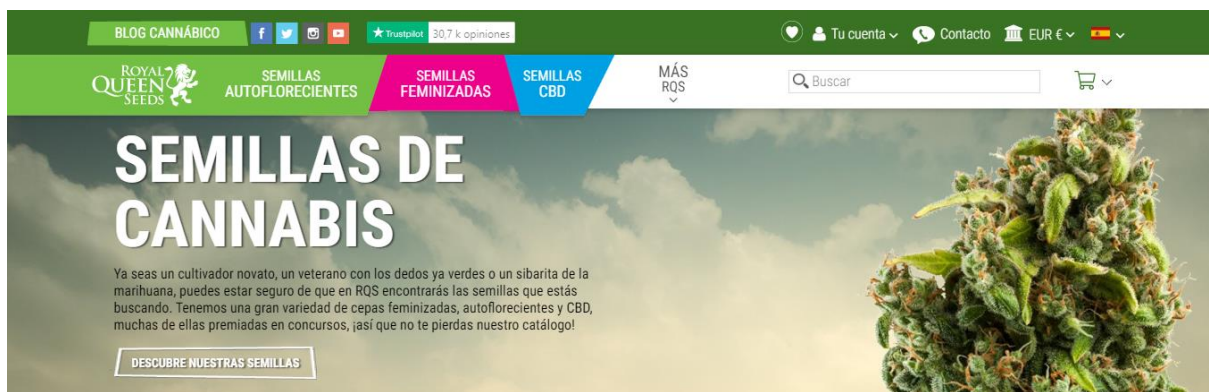 BLOG CANNÁBICO
Trustpilot 30,7 k opiniones
Tu cuenta
Contacto
EUR €
ROYAL
QUEEN
SEEDS
SEMILLAS
AUTOFLORECIENTES
SEMILLAS
FEMINIZADAS
SEMILLAS
CBD
MÁS
RQS
Buscar
SEMILLAS DE
CANNABIS
Ya seas un cultivador novato, un veterano con los dedos ya verdes o un sibarita de la
marihuana, puedes estar seguro de que en RQS encontrarás las semillas que estás
buscando. Tenemos una gran variedad de cepas feminizadas, autoflorecientes y CBD,
muchas de ellas premiadas en concursos, ¡así que no te pierdas nuestro catálogo!
DESCUBRE NUESTRAS SEMILLAS